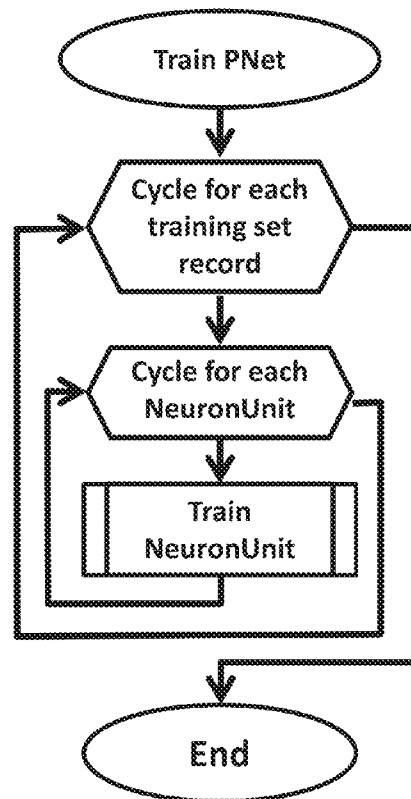 Train PNet
Cycle for each
training set
record
Cycle for each
NeuronUnit
Train
NeuronUnit
End